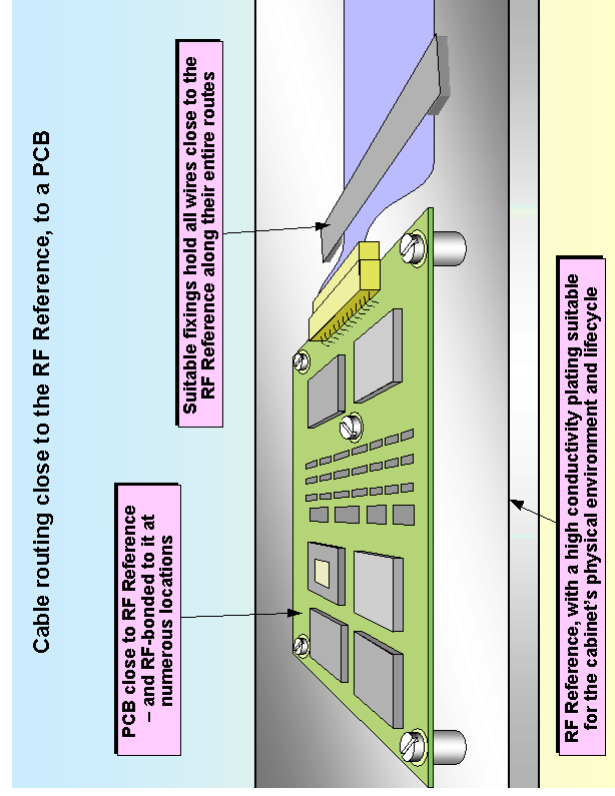 Cable routing close to the RF Reference, to a PCB
Suitable fixings hold all wires close to the
RF Reference along their entire routes
PCB close to RF Reference
– and RF-bonded to it at
numerous locations
RF Reference, with a high conductivity plating suitable
for the cabinet's physical environment and lifecycle